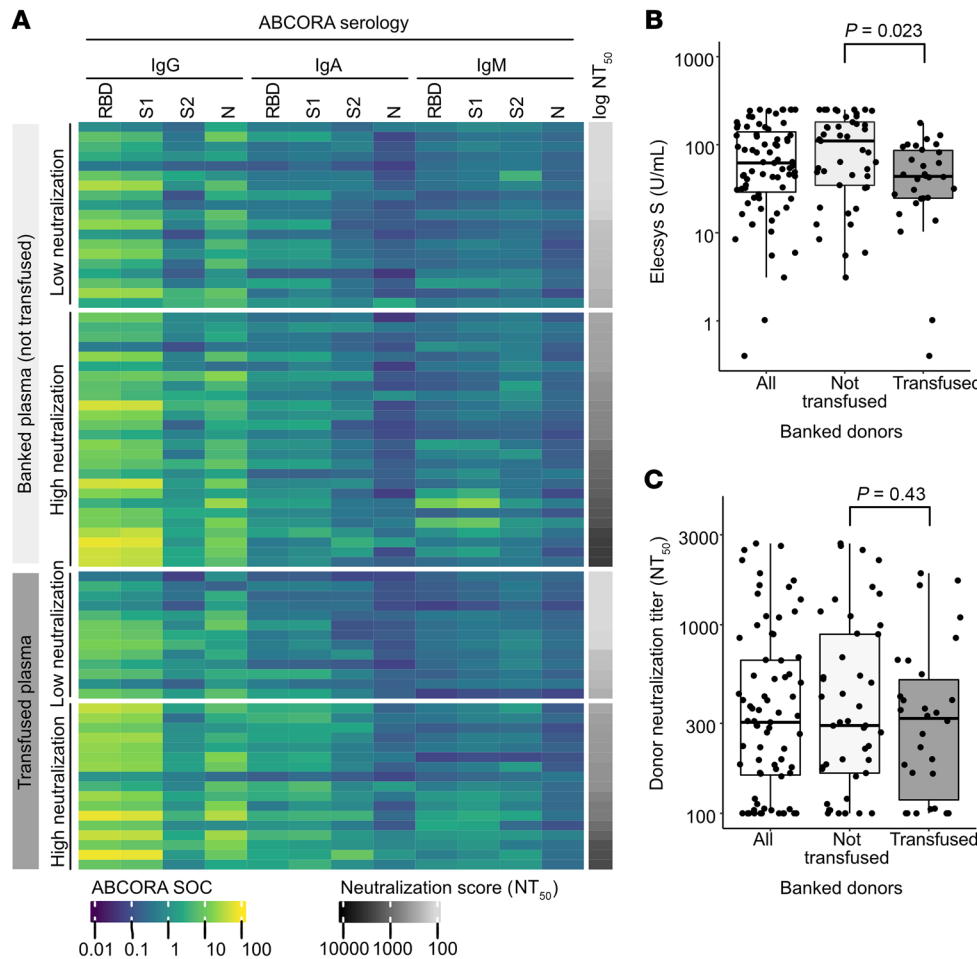 A
ABCORA serology
IgG IgA IgM
RBD S1 S2 N RBD S1 S2 N RBD S1 S2 N log NT50
Banked plasma (not transfused)
Low neutralization
High neutralization
Transfused plasma
Low neutralization
High neutralization
ABCORA SOC
0.01 0.1 1 10 100
Neutralization score (NT50)
10000 1000 100
B
P = 0.023
Elecsys S (U/mL)
1000
100
10
1
All Not transfused Transfused
Banked donors
C
P = 0.43
Donor neutralization titer (NT50)
3000
1000
300
100
All Not transfused Transfused
Banked donors